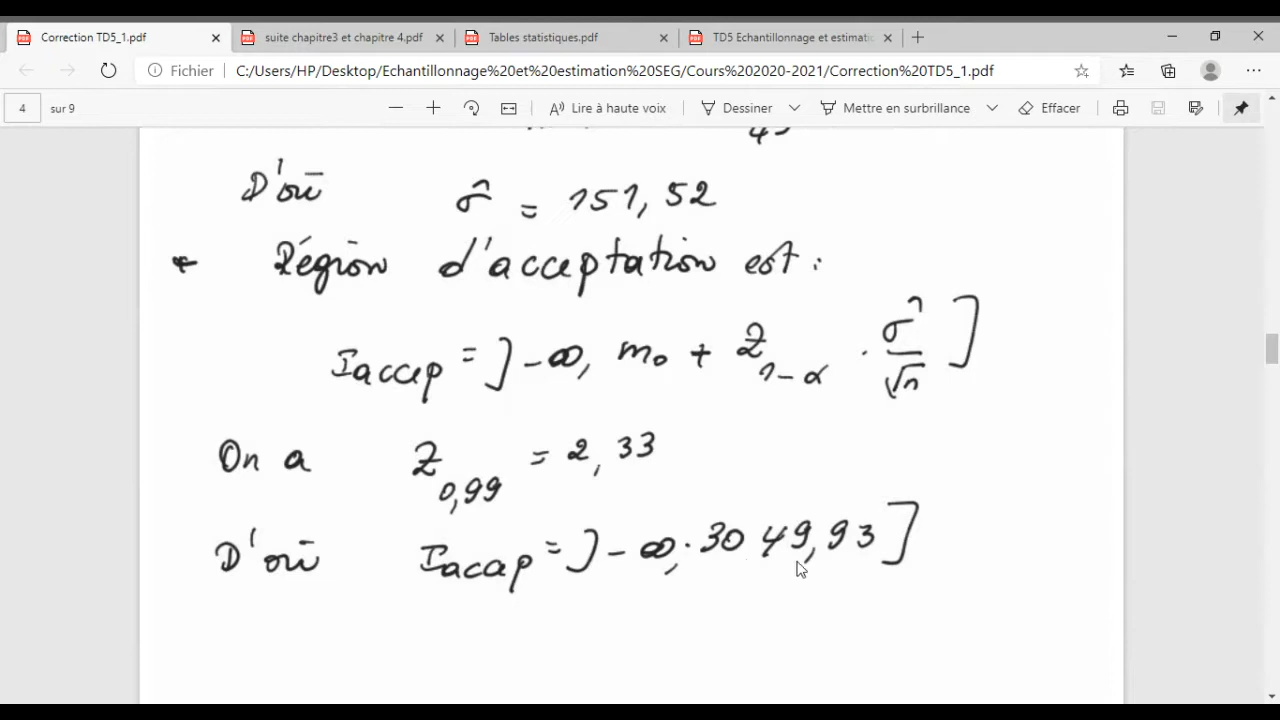 Correction TD5_1.pdf
suite chapitre3 et chapitre 4.pdf
Tables statistiques.pdf
TD5 Echantillonnage et estimati
Fichier
C:/Users/HP/Desktop/Echantillonnage%20et%20estimation%20SEG/Cours%202020-2021/Correction%20TD5_1.pdf
4 sur 9
Lire à haute voix
Dessiner
Mettre en surbrillance
Effacer
D'où σ̂ = 151,52
* Région d'acceptation est :
Iaccep = ]-∞, m₀ + Z₁₋α · σ̂/√n ]
On a Z0,99 = 2,33
D'où Iacap = ]-∞, 3049,93]